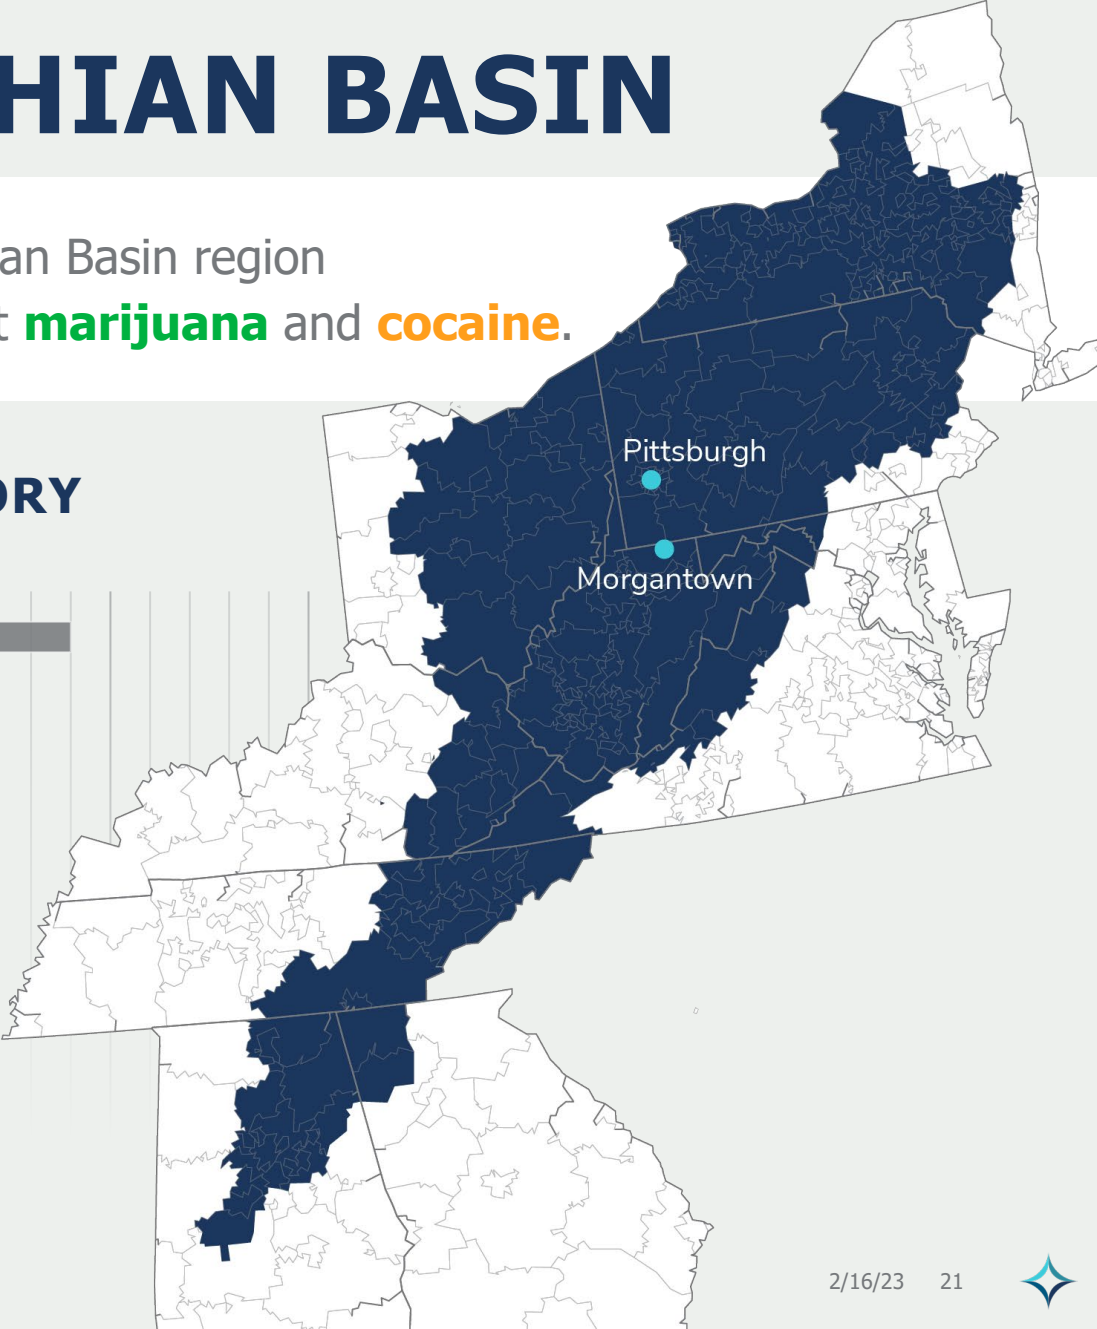 HIAN BASIN
an Basin region
t marijuana and cocaine.
ORY
Pittsburgh
Morgantown
2/16/23 21